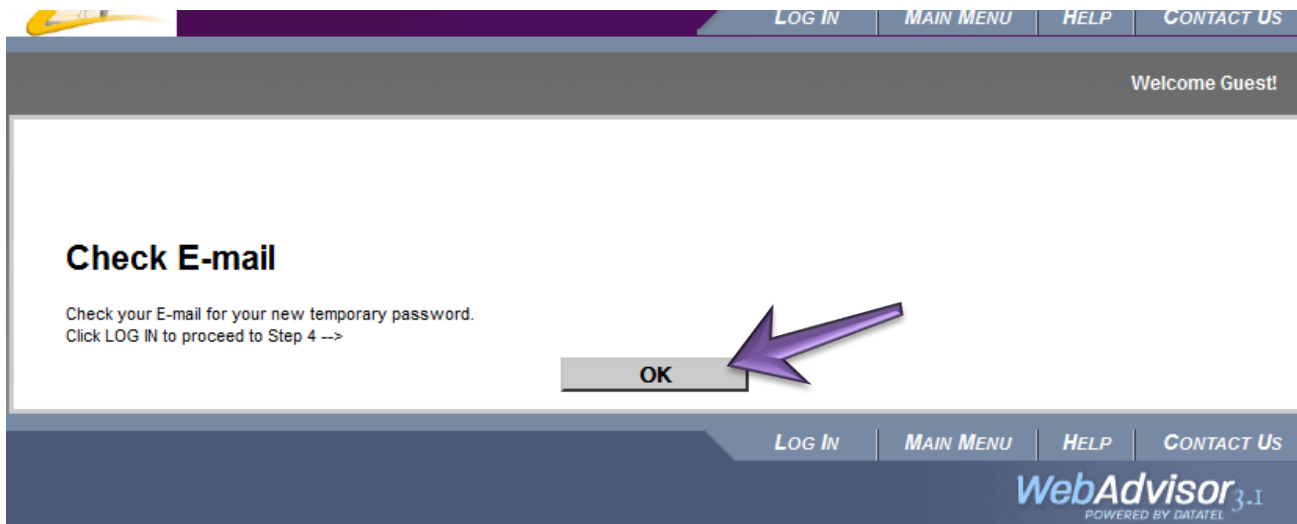 LOG IN MAIN MENU HELP CONTACT US
Welcome Guest!
Check E-mail
Check your E-mail for your new temporary password.
Click LOG IN to proceed to Step 4 -->
OK
LOG IN MAIN MENU HELP CONTACT US
WebAdvisor 3.1
POWERED BY DATATEL